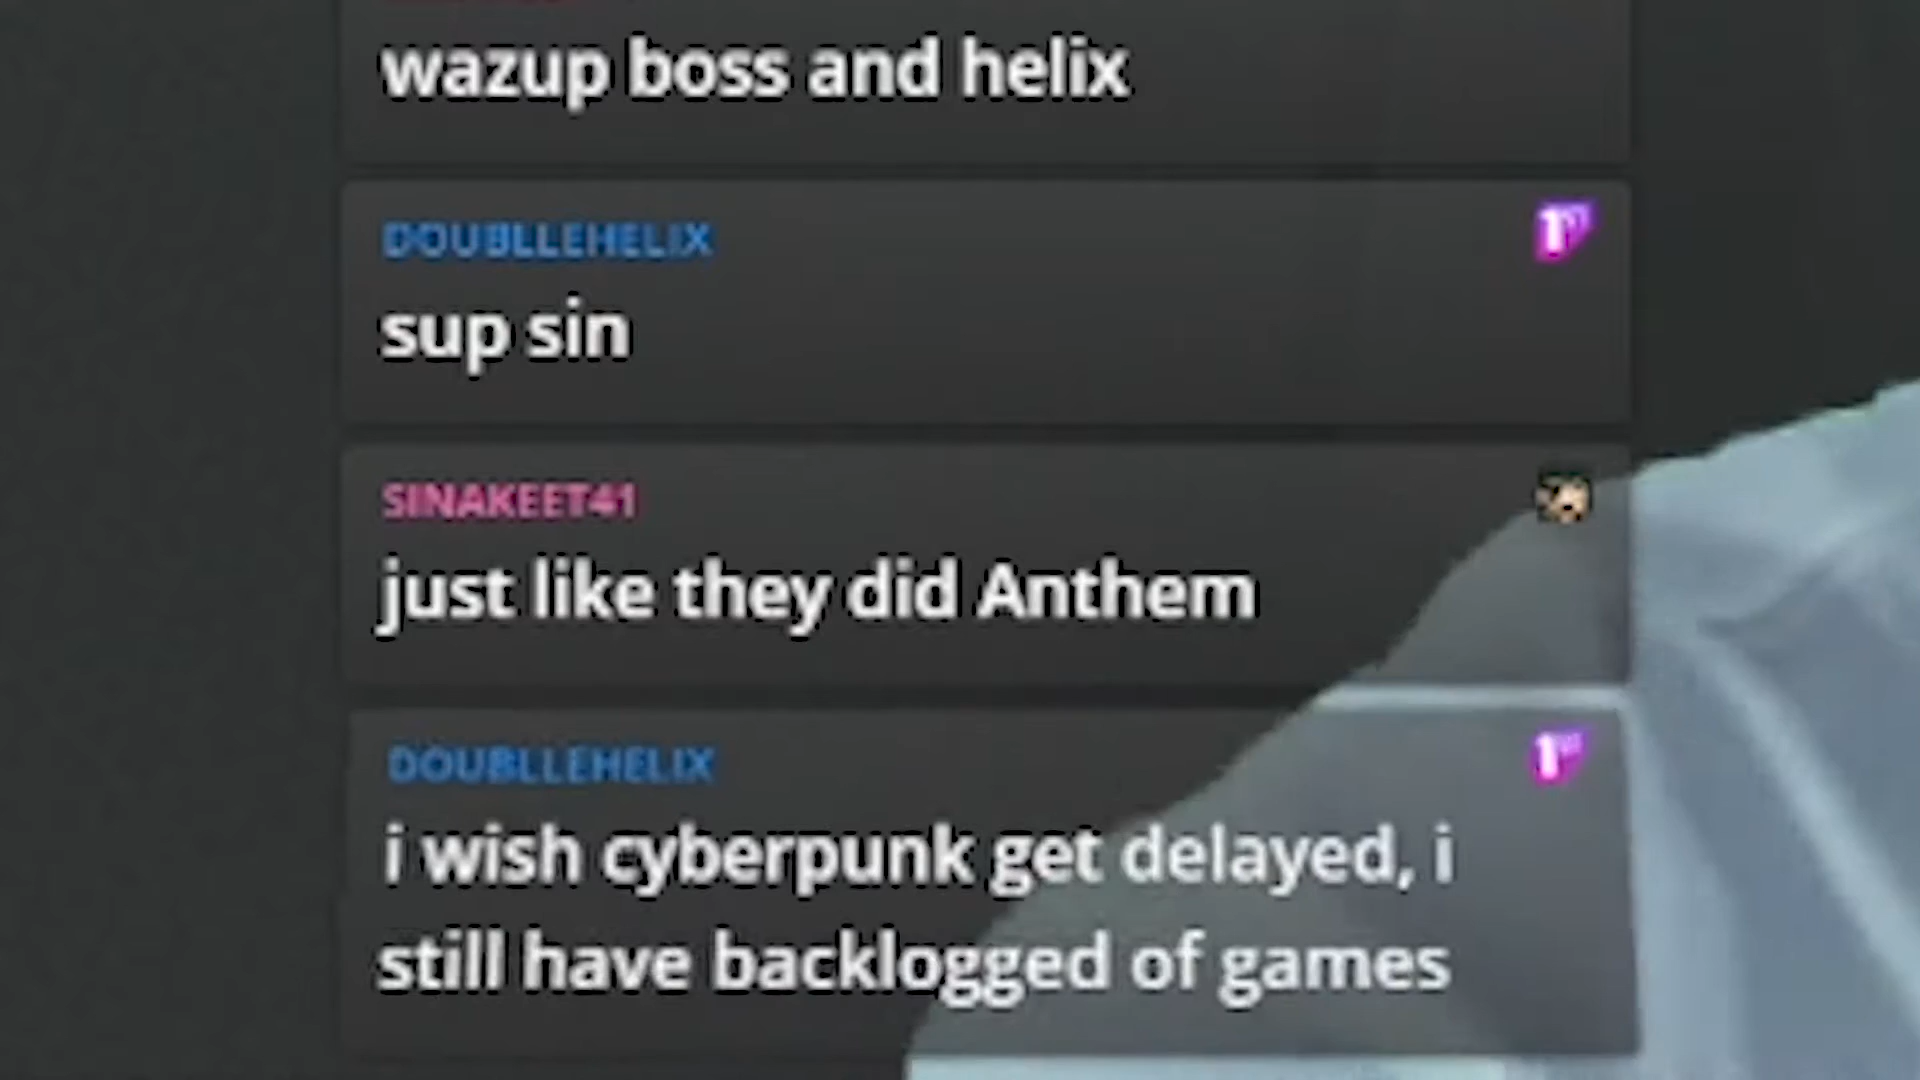 wazup boss and helix
DOUBLLEHELIX
sup sin
SINAKEET41
just like they did Anthem
DOUBLLEHELIX
i wish cyberpunk get delayed, i
still have backlogged of games